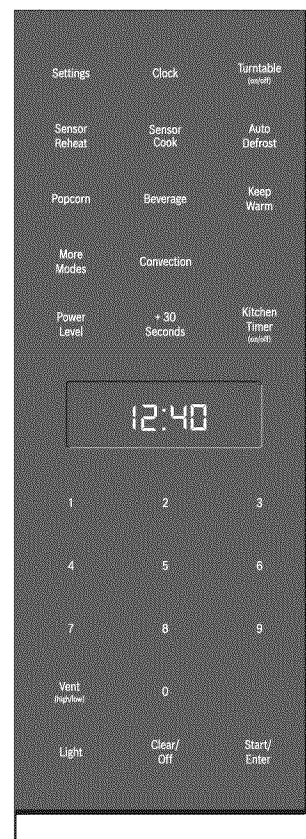 Settings Clock Turntable
(on/off)
Sensor Reheat
Sensor Cook
Auto Defrost
Popcorn Beverage Keep Warm
More Modes
Convection
Power Level
+ 30 Seconds
Kitchen Timer
(on/off)
12:40
1 2 3
4 5 6
7 8 9
Vent
(high/low)
0
Light
Clear/
Off
Start/
Enter